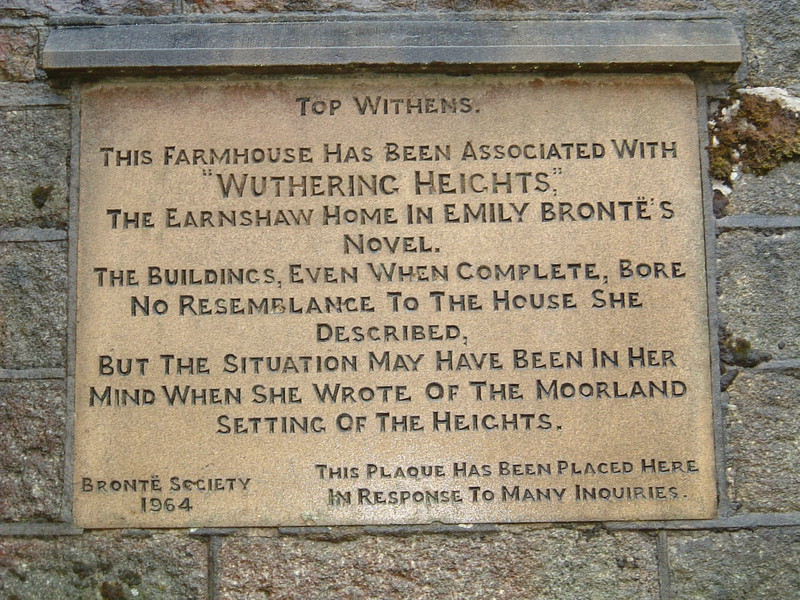 Top Withens.
This Farmhouse Has Been Associated With
"Wuthering Heights",
The Earnshaw Home In Emily Brontë's
Novel.
The Buildings, Even When Complete, Bore
No Resemblance To The House She
Described,
But The Situation May Have Been In Her
Mind When She Wrote Of The Moorland
Setting Of The Heights.
Brontë Society
1964
This Plaque Has Been Placed Here
In Response To Many Inquiries.